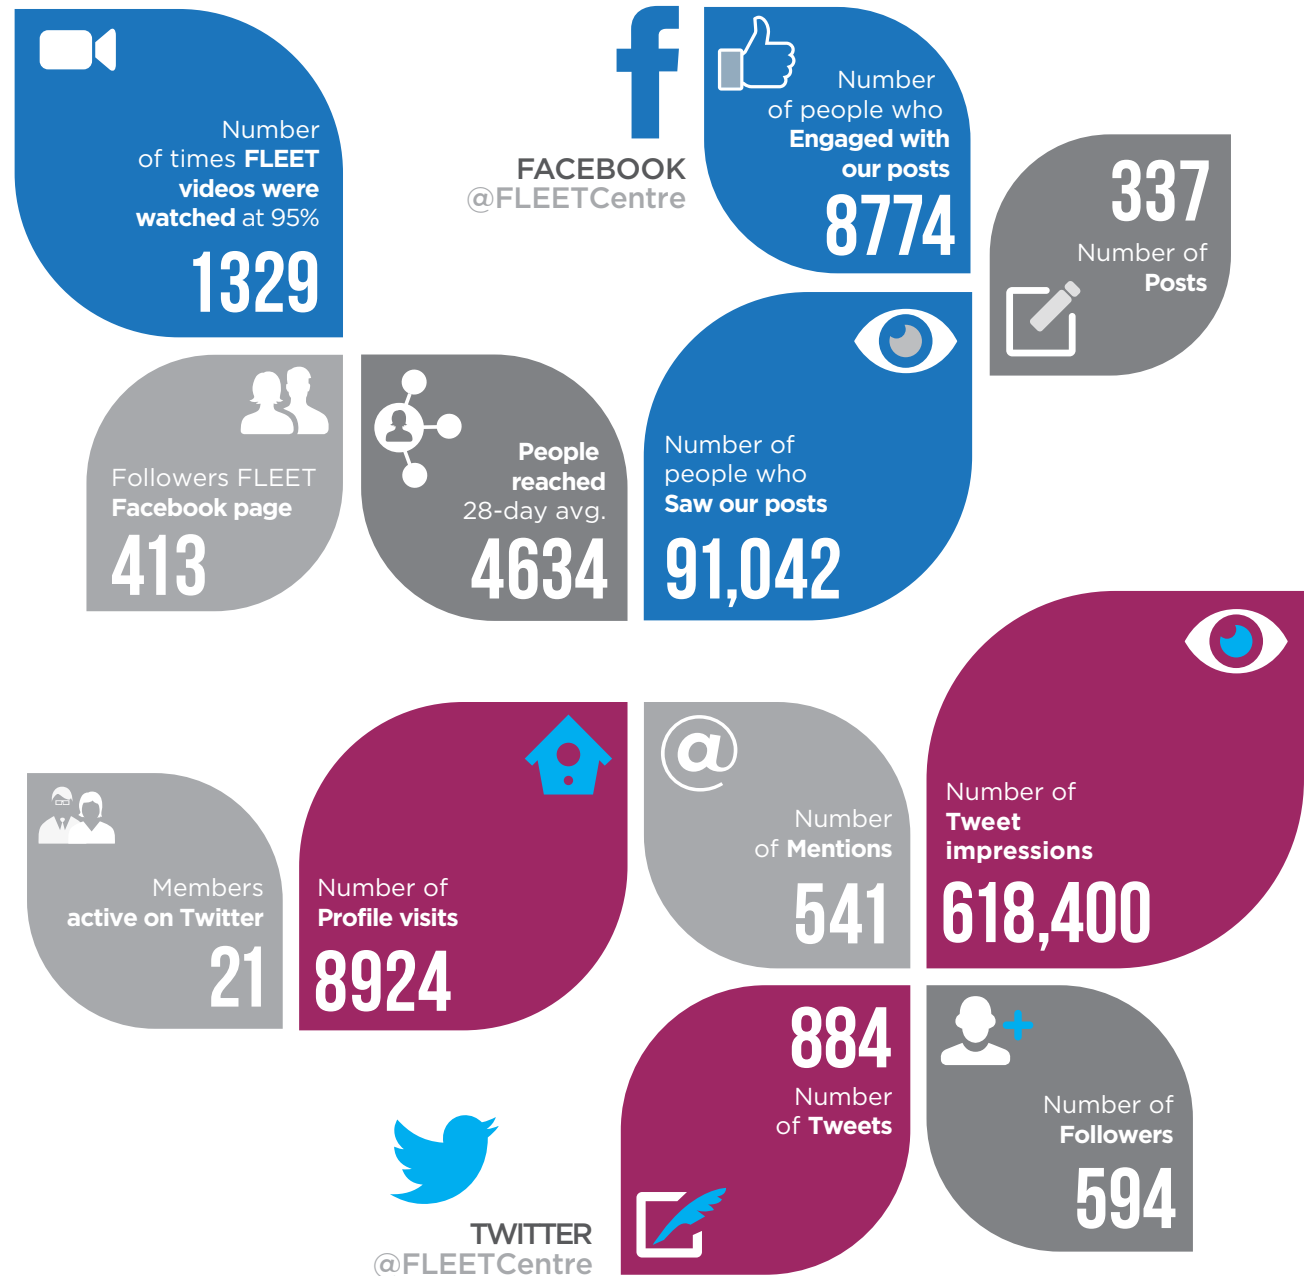 Number
of times FLEET
videos were
watched at 95%
1329
FACEBOOK
@FLEETCentre
Number
of people who
Engaged with
our posts
8774
337
Number of
Posts
Followers FLEET
Facebook page
413
People
reached
28-day avg.
4634
Number of
people who
Saw our posts
91,042
Members
active on Twitter
21
Number of
Profile visits
8924
@
Number
of Mentions
541
Number of
Tweet
impressions
618,400
TWITTER
@FLEETCentre
884
Number
of Tweets
Number of
Followers
594